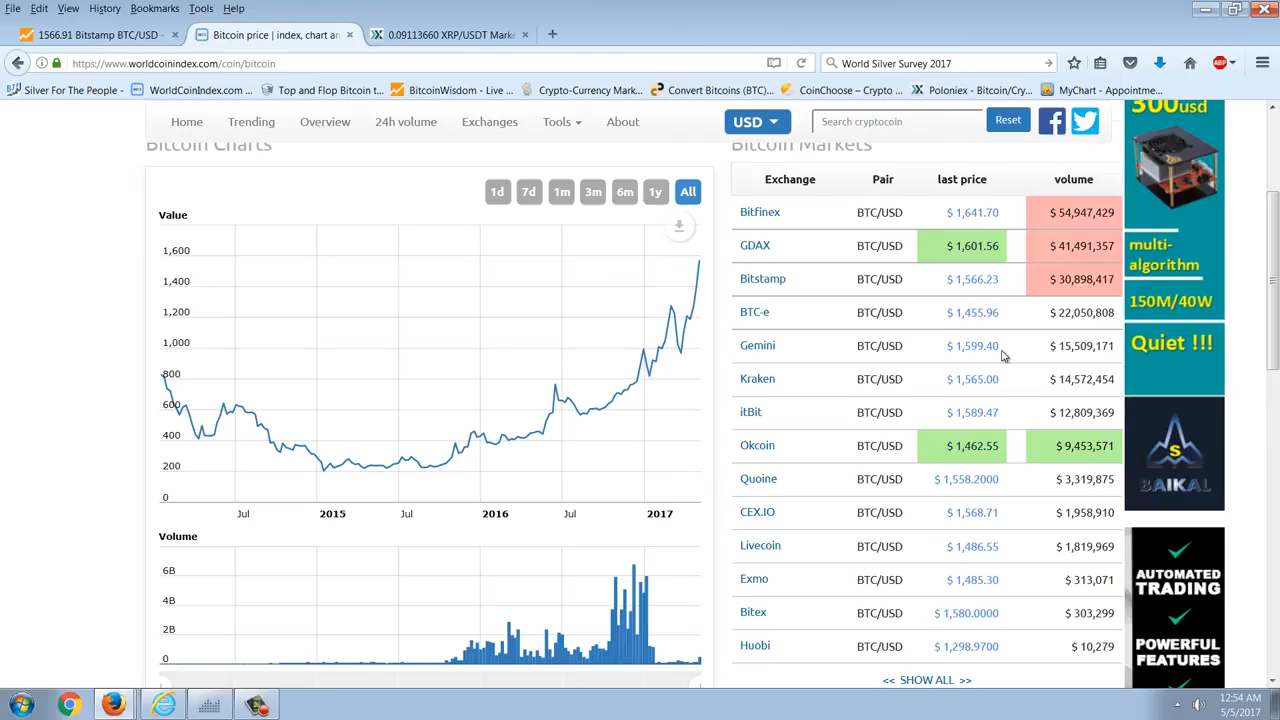 File Edit View History Bookmarks Tools Help
1566.91 Bitstamp BTC/USD -
Bitcoin price | index, chart an
0.09113660 XRP/USDT Mark
https://www.worldcoinindex.com/coin/bitcoin
World Silver Survey 2017
ABP
Silver For The People -
WorldCoinIndex.com ...
Top and Flop Bitcoin t...
BitcoinWisdom - Live ...
Crypto-Currency Mark...
Convert Bitcoins (BTC)...
CoinChoose – Crypto ...
Poloniex - Bitcoin/Cry...
MyChart - Appointme...
Home Trending Overview 24h volume Exchanges Tools About
USD
Search cryptocoin
Reset
Bitcoin Charts
1d 7d 1m 3m 6m 1y All
Value
1,600
1,400
1,200
1,000
800
600
400
200
0
Jul 2015 Jul 2016 Jul 2017
Volume
6B
4B
2B
0
Bitcoin Markets
Exchange Pair last price volume
Bitfinex BTC/USD $ 1,641.70 $ 54,947,429
GDAX BTC/USD $ 1,601.56 $ 41,491,357
Bitstamp BTC/USD $ 1,566.23 $ 30,898,417
BTC-e BTC/USD $ 1,455.96 $ 22,050,808
Gemini BTC/USD $ 1,599.40 $ 15,509,171
Kraken BTC/USD $ 1,565.00 $ 14,572,454
itBit BTC/USD $ 1,589.47 $ 12,809,369
Okcoin BTC/USD $ 1,462.55 $ 9,453,571
Quoine BTC/USD $ 1,558.2000 $ 3,319,875
CEX.IO BTC/USD $ 1,568.71 $ 1,958,910
Livecoin BTC/USD $ 1,486.55 $ 1,819,969
Exmo BTC/USD $ 1,485.30 $ 313,071
Bitex BTC/USD $ 1,580.0000 $ 303,299
Huobi BTC/USD $ 1,298.9700 $ 10,279
<< SHOW ALL >>
300usd
multi-
algorithm
150M/40W
Quiet !!!
S
BAIKAL
AUTOMATED
TRADING
POWERFUL
FEATURES
12:54 AM
5/5/2017